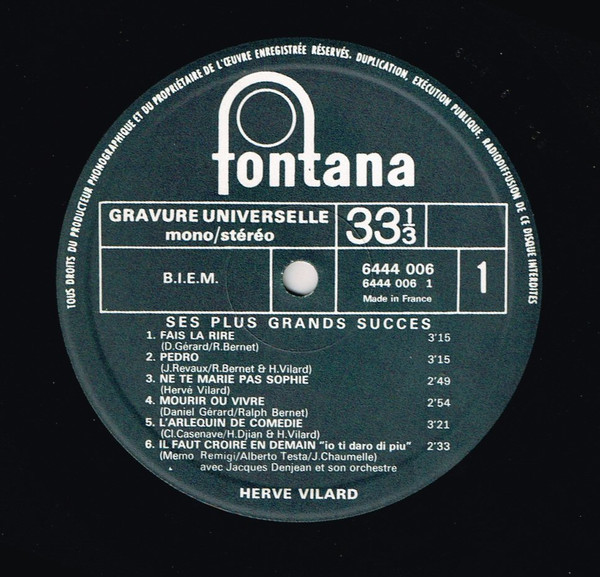 TOUS DROITS DU PRODUCTEUR PHONOGRAPHIQUE ET DU PROPRIÉTAIRE DE L'ŒUVRE ENREGISTRÉE RÉSERVÉS. DUPLICATION, EXÉCUTION PUBLIQUE, RADIODIFFUSION DE CE DISQUE INTERDITES
fontana
GRAVURE UNIVERSELLE
mono/stéréo
33 1/3
B.I.E.M.
6444 006
6444 006 1
Made in France
1
SES PLUS GRANDS SUCCES
1. FAIS LA RIRE 3'15
(D.Gérard/R.Bernet)
2. PEDRO 3'15
(J.Revaux/R.Bernet & H.Vilard)
3. NE TE MARIE PAS SOPHIE 2'49
(Hervé Vilard)
4. MOURIR OU VIVRE 2'54
(Daniel Gérard/Ralph Bernet)
5. L'ARLEQUIN DE COMEDIE 3'21
(Cl.Casenave/H.Djian & H.Vilard)
6. IL FAUT CROIRE EN DEMAIN "io ti daro di piu" 2'33
(Memo Remigi/Alberto Testa/J.Chaumelle)
avec Jacques Denjean et son orchestre
HERVE VILARD